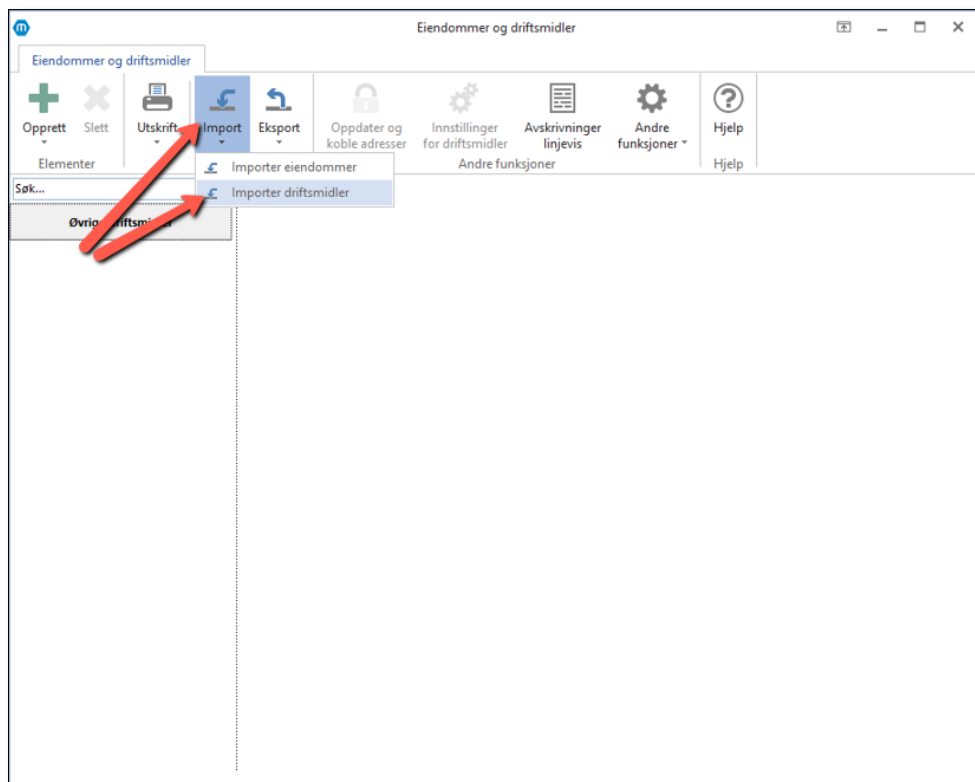 Eiendommer og driftsmidler
Eiendommer og driftsmidler
Opprett
Slett
Utskrift
Import
Eksport
Oppdater og
koble adresser
Innstillinger
for driftsmidler
Avskrivninger
linjevis
Andre
funksjoner
Hjelp
Elementer
Andre funksjoner
Hjelp
Importer eiendommer
Importer driftsmidler
Søk...